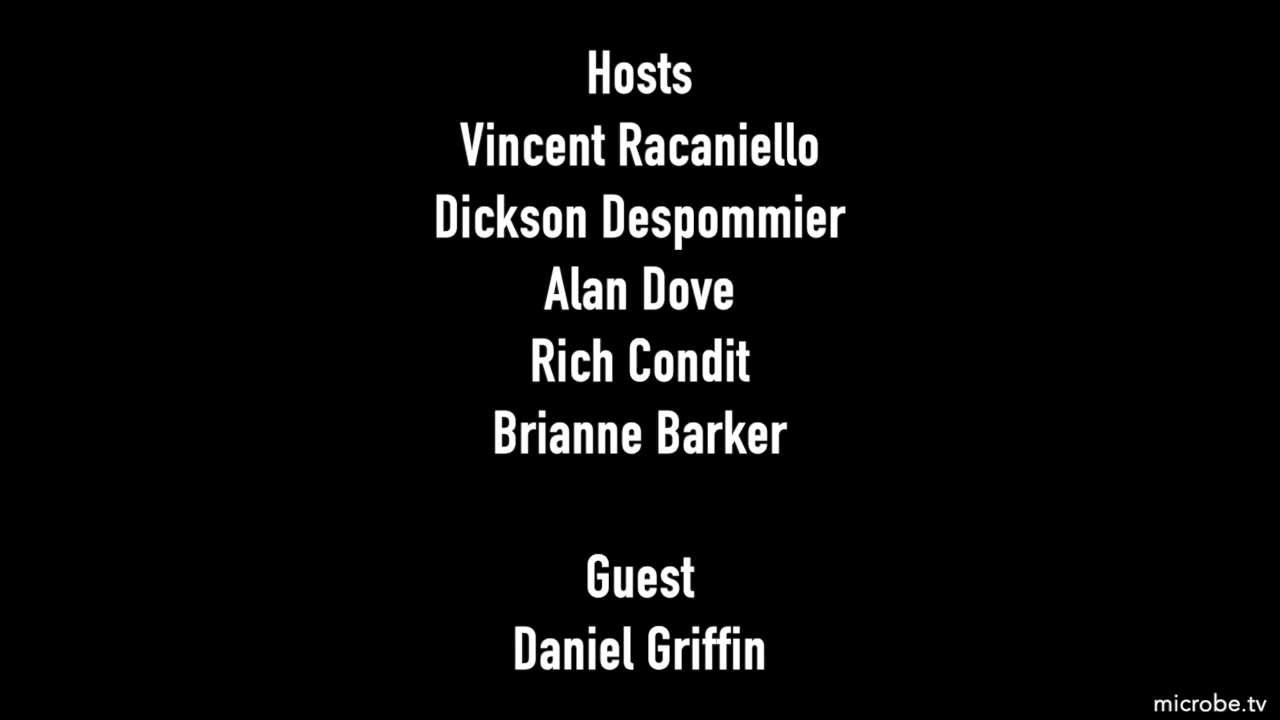 Hosts
Vincent Racaniello
Dickson Despommier
Alan Dove
Rich Condit
Brianne Barker
Guest
Daniel Griffin
microbe.tv